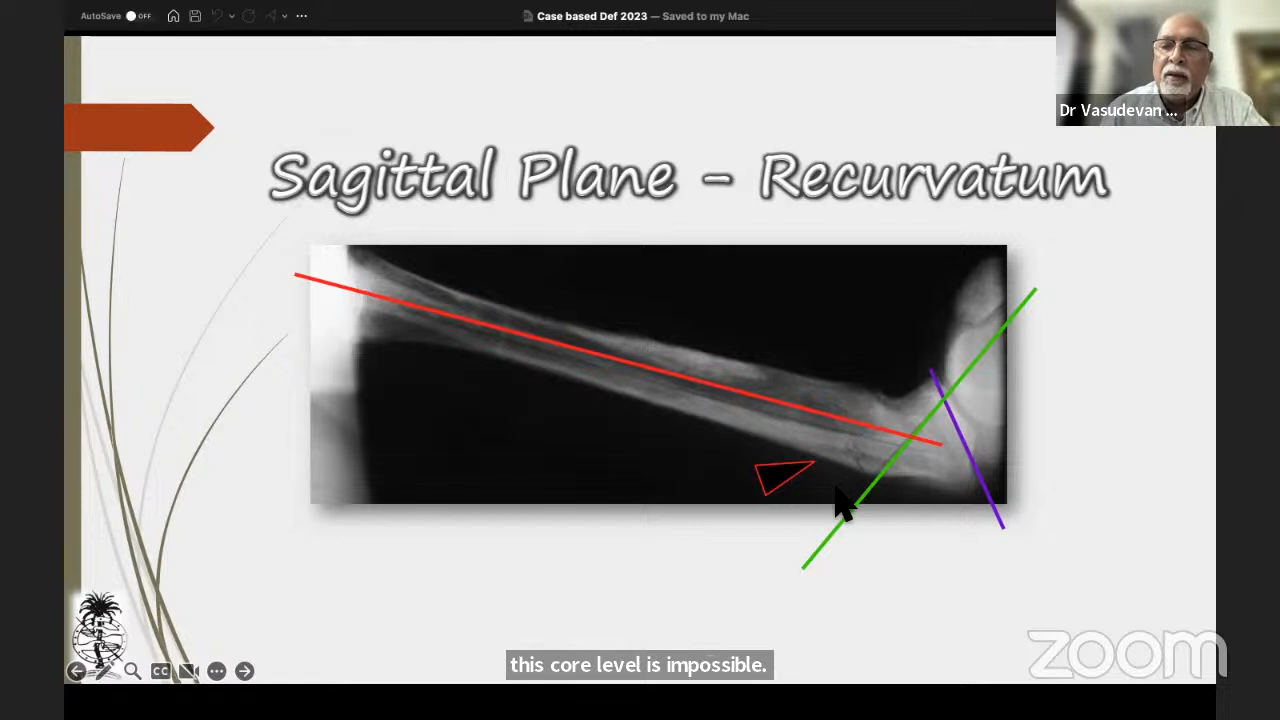 AutoSave OFF
Case based Def 2023 — Saved to my Mac
Dr Vasudevan ...
Sagittal Plane - Recurvatum
this core level is impossible.
CC
zoom